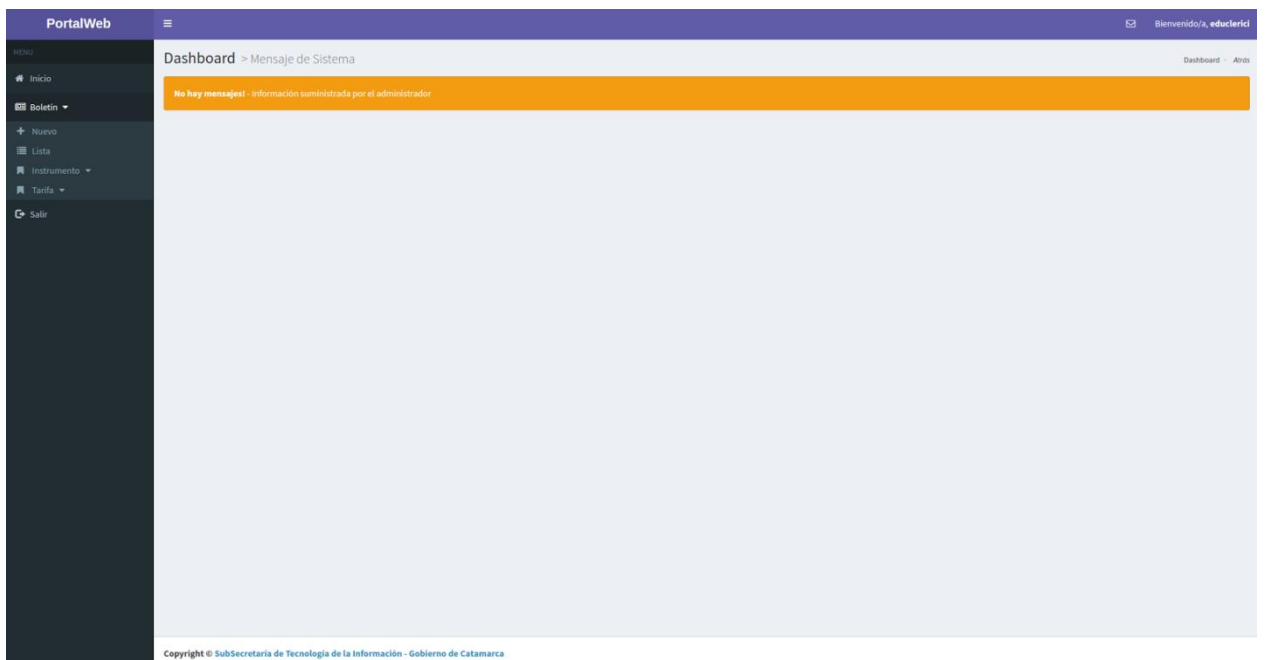 PortalWeb
Bienvenido/a, educlerici
MENU
Dashboard > Mensaje de Sistema
Dashboard - Atrás
Inicio
No hay mensajes! - Información suministrada por el administrador
Boletín
Nuevo
Lista
Instrumento
Tarifa
Salir
Copyright © SubSecretaría de Tecnología de la Información - Gobierno de Catamarca